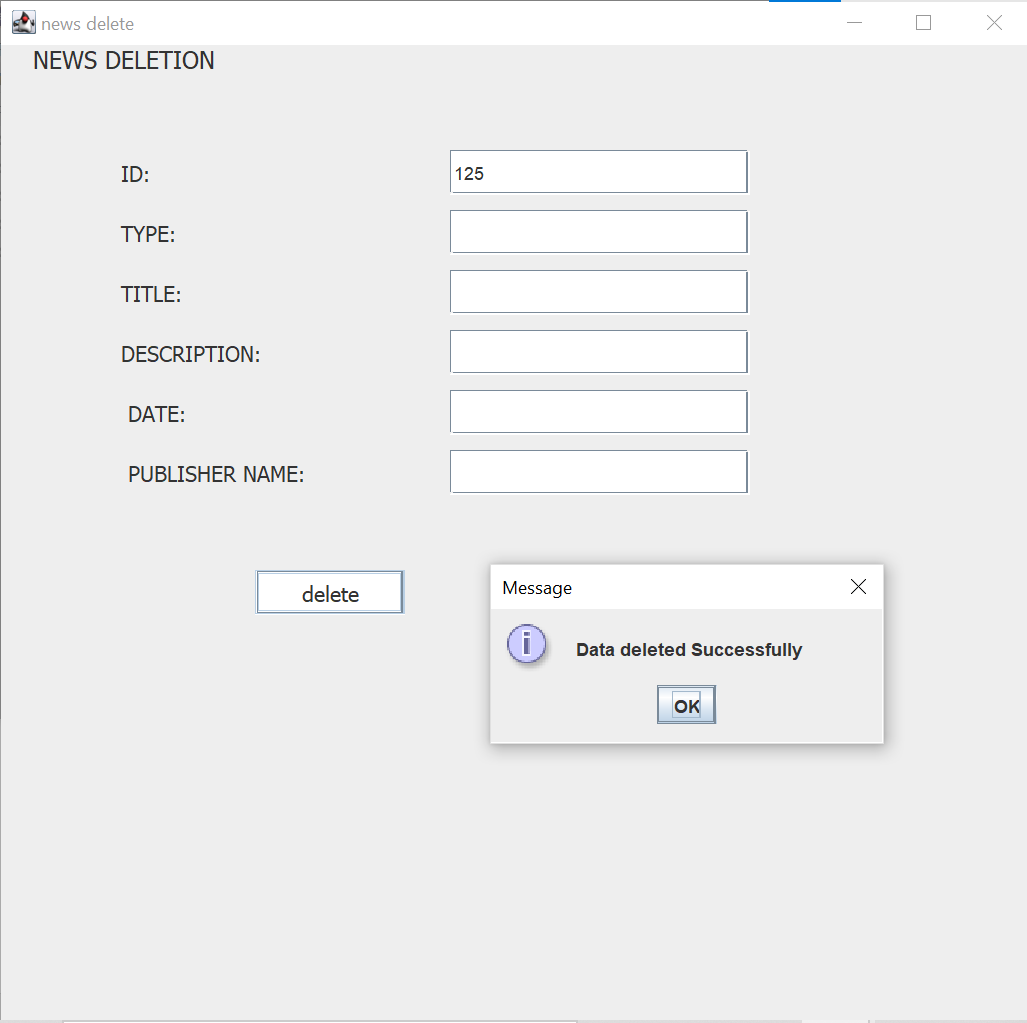 news delete
NEWS DELETION
ID:
125
TYPE:
TITLE:
DESCRIPTION:
DATE:
PUBLISHER NAME:
delete
Message
i
Data deleted Successfully
OK